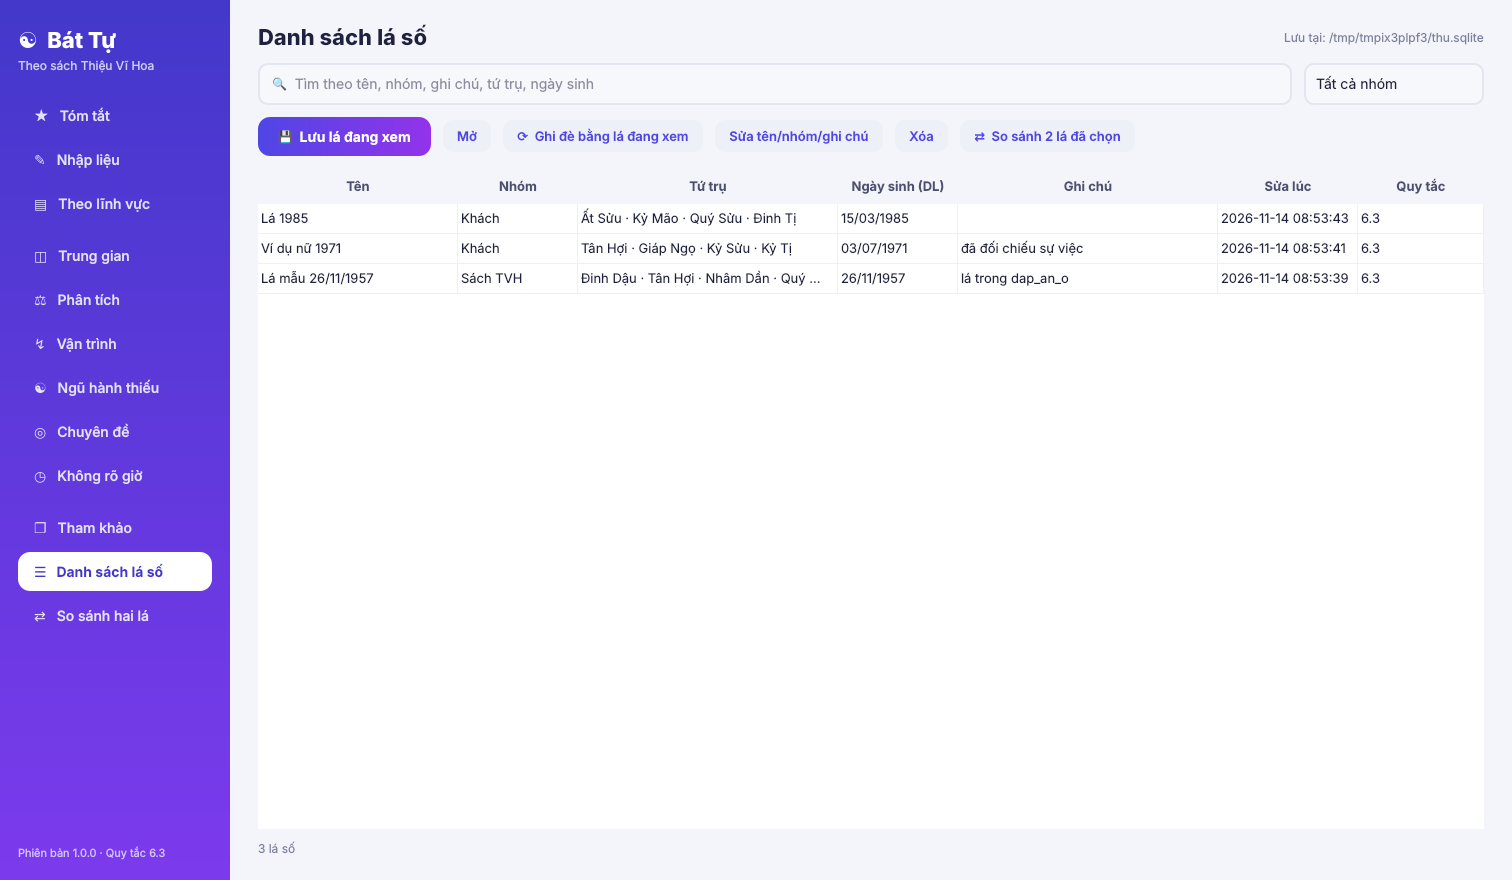 ☯ Bát Tự
Theo sách Thiệu Vĩ Hoa
★ Tóm tắt
✎ Nhập liệu
▤ Theo lĩnh vực
◫ Trung gian
⚖ Phân tích
↯ Vận trình
☯ Ngũ hành thiếu
◎ Chuyên đề
◷ Không rõ giờ
❐ Tham khảo
☰ Danh sách lá số
⇄ So sánh hai lá
Phiên bản 1.0.0 · Quy tắc 6.3
Danh sách lá số
Lưu tại: /tmp/tmpix3plpf3/thu.sqlite
🔍 Tìm theo tên, nhóm, ghi chú, tứ trụ, ngày sinh
Tất cả nhóm
💾 Lưu lá đang xem Mở ⟳ Ghi đè bằng lá đang xem Sửa tên/nhóm/ghi chú Xóa ⇄ So sánh 2 lá đã chọn
Tên Nhóm Tứ trụ Ngày sinh (DL) Ghi chú Sửa lúc Quy tắc
Lá 1985 Khách Ất Sửu · Kỷ Mão · Quý Sửu · Đinh Tị 15/03/1985 2026-11-14 08:53:43 6.3
Ví dụ nữ 1971 Khách Tân Hợi · Giáp Ngọ · Kỷ Sửu · Kỷ Tị 03/07/1971 đã đối chiếu sự việc 2026-11-14 08:53:41 6.3
Lá mẫu 26/11/1957 Sách TVH Đinh Dậu · Tân Hợi · Nhâm Dần · Quý ... 26/11/1957 lá trong dap_an_o 2026-11-14 08:53:39 6.3
3 lá số